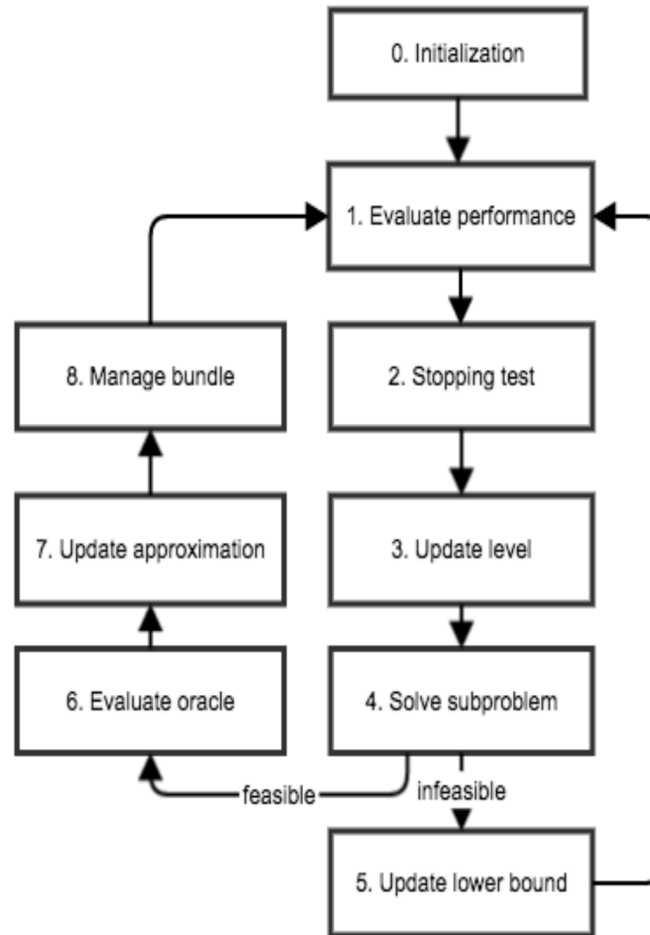 0. Initialization
1. Evaluate performance
8. Manage bundle
2. Stopping test
7. Update approximation
3. Update level
6. Evaluate oracle
4. Solve subproblem
feasible
infeasible
5. Update lower bound